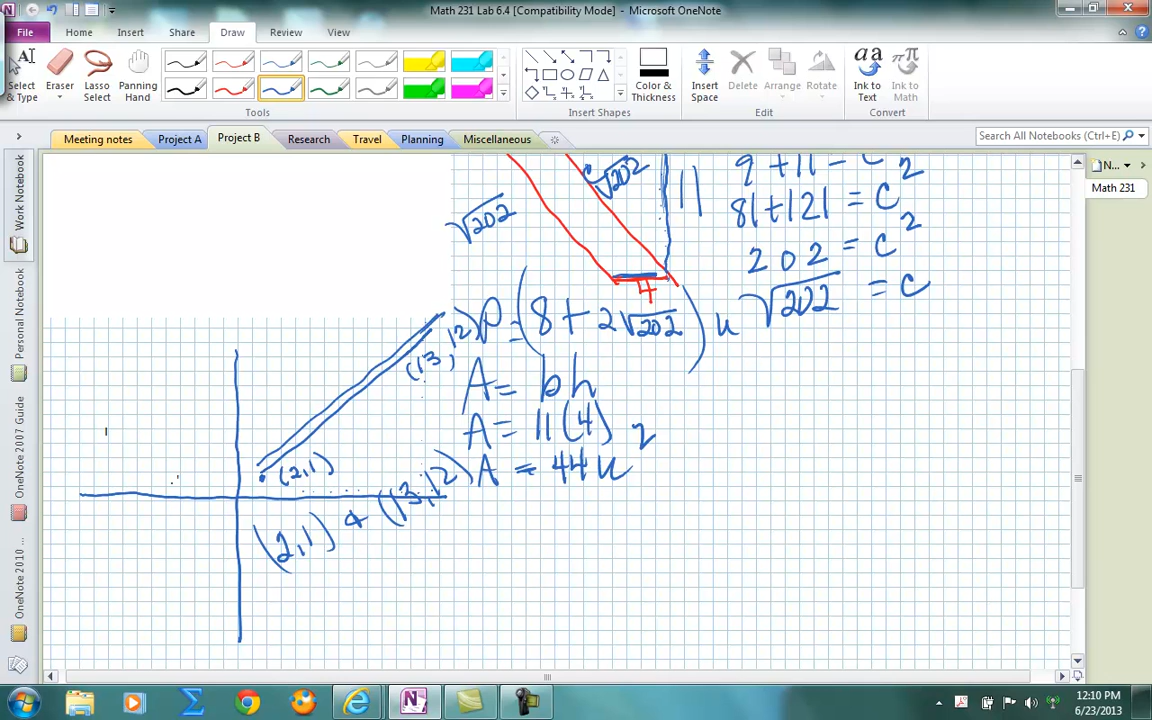 Math 231 Lab 6.4 [Compatibility Mode] - Microsoft OneNote
File Home Insert Share Draw Review View
Select & Type
Eraser
Lasso Select
Panning Hand
Color & Thickness
Insert Space
Delete
Arrange
Rotate
Ink to Text
Ink to Math
Tools
Insert Shapes
Edit
Convert
Meeting notes Project A Project B Research Travel Planning Miscellaneous
Search All Notebooks (Ctrl+E)
N...
Math 231
Work Notebook
Personal Notebook
OneNote 2007 Guide
OneNote 2010 ...
√202
c √202
11
4
81+121 = c²
202 = c²
√202 = c
P = (8 + 2√202) u
A = bh
A = 11(4)
A = 44u²
(13,12)
(2,1)
(2,1) & (13,12)
12:10 PM
6/23/2013